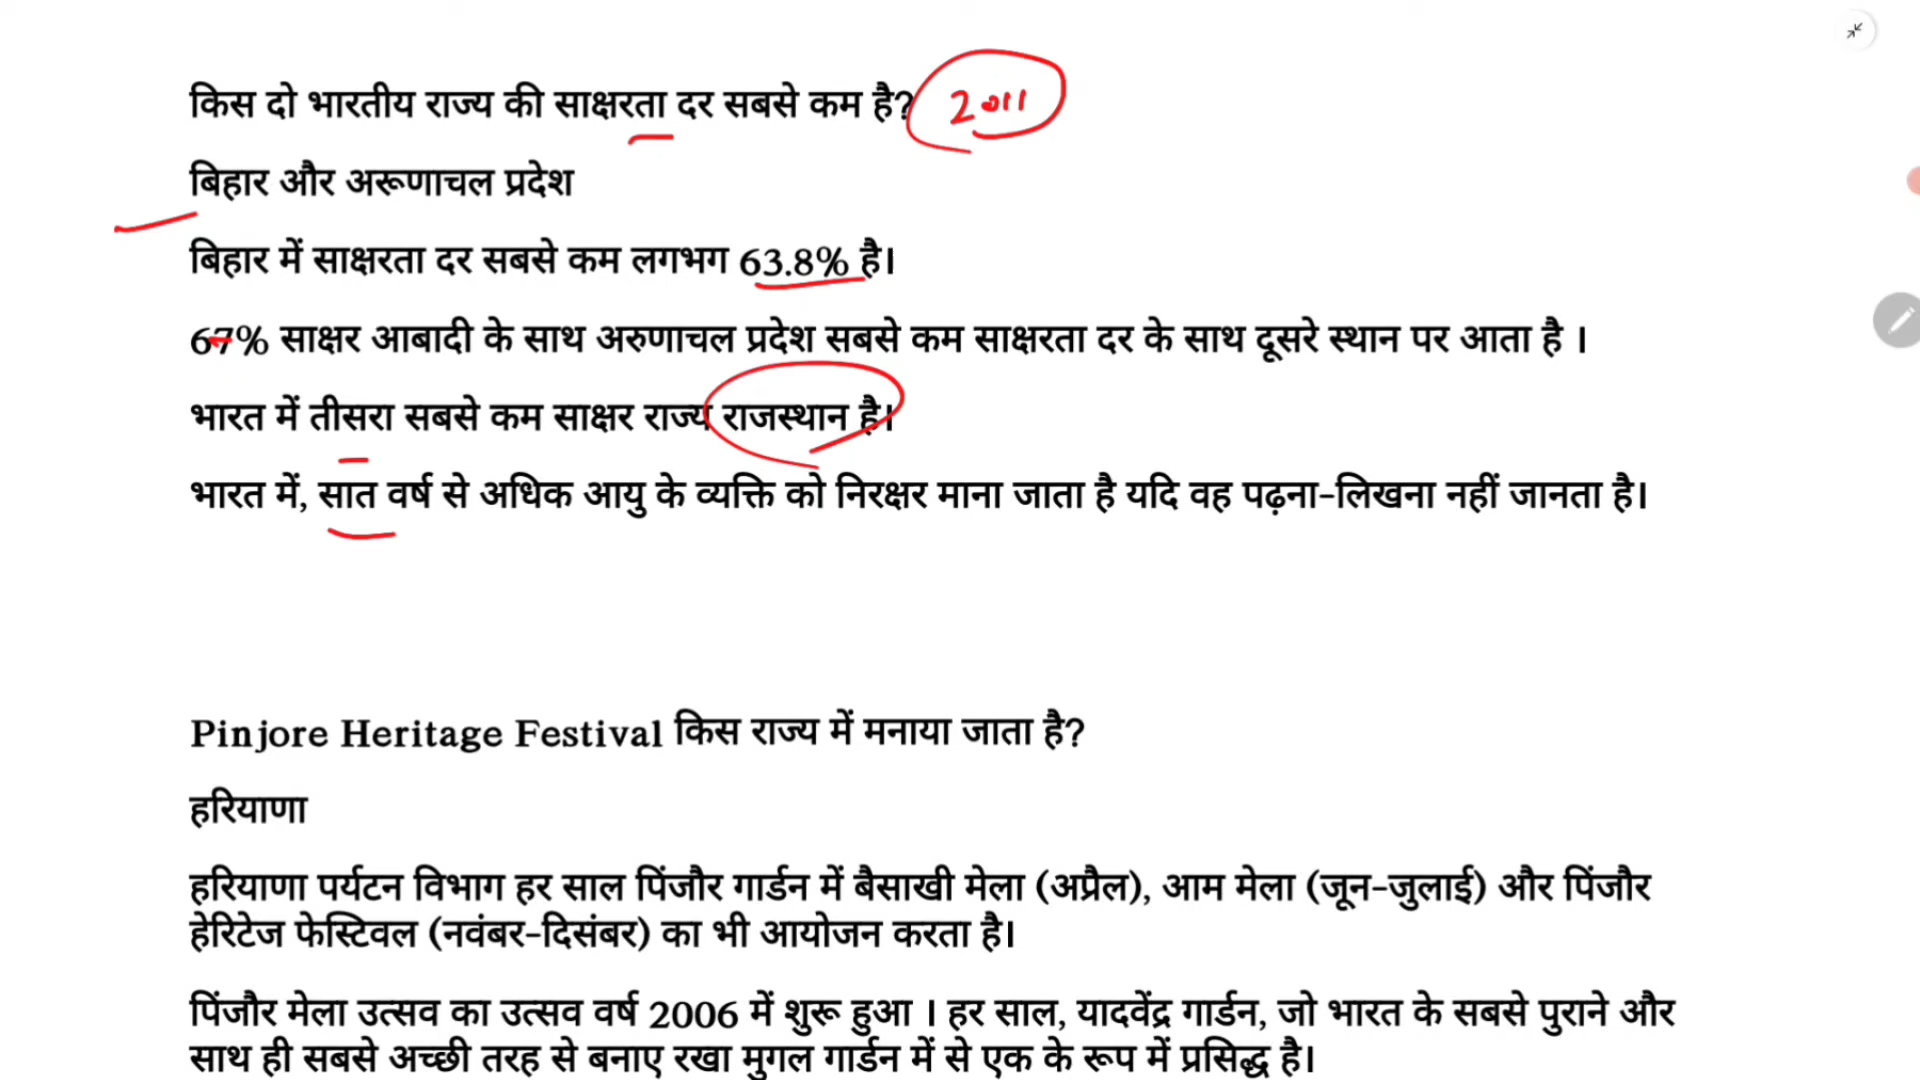 किस दो भारतीय राज्य की साक्षरता दर सबसे कम है? 2011
बिहार और अरूणाचल प्रदेश
बिहार में साक्षरता दर सबसे कम लगभग 63.8% है।
67% साक्षर आबादी के साथ अरुणाचल प्रदेश सबसे कम साक्षरता दर के साथ दूसरे स्थान पर आता है ।
भारत में तीसरा सबसे कम साक्षर राज्य राजस्थान है।
भारत में, सात वर्ष से अधिक आयु के व्यक्ति को निरक्षर माना जाता है यदि वह पढ़ना-लिखना नहीं जानता है।
Pinjore Heritage Festival किस राज्य में मनाया जाता है?
हरियाणा
हरियाणा पर्यटन विभाग हर साल पिंजौर गार्डन में बैसाखी मेला (अप्रैल), आम मेला (जून-जुलाई) और पिंजौर
हेरिटेज फेस्टिवल (नवंबर-दिसंबर) का भी आयोजन करता है।
पिंजौर मेला उत्सव का उत्सव वर्ष 2006 में शुरू हुआ । हर साल, यादवेंद्र गार्डन, जो भारत के सबसे पुराने और
साथ ही सबसे अच्छी तरह से बनाए रखा मुगल गार्डन में से एक के रूप में प्रसिद्ध है।